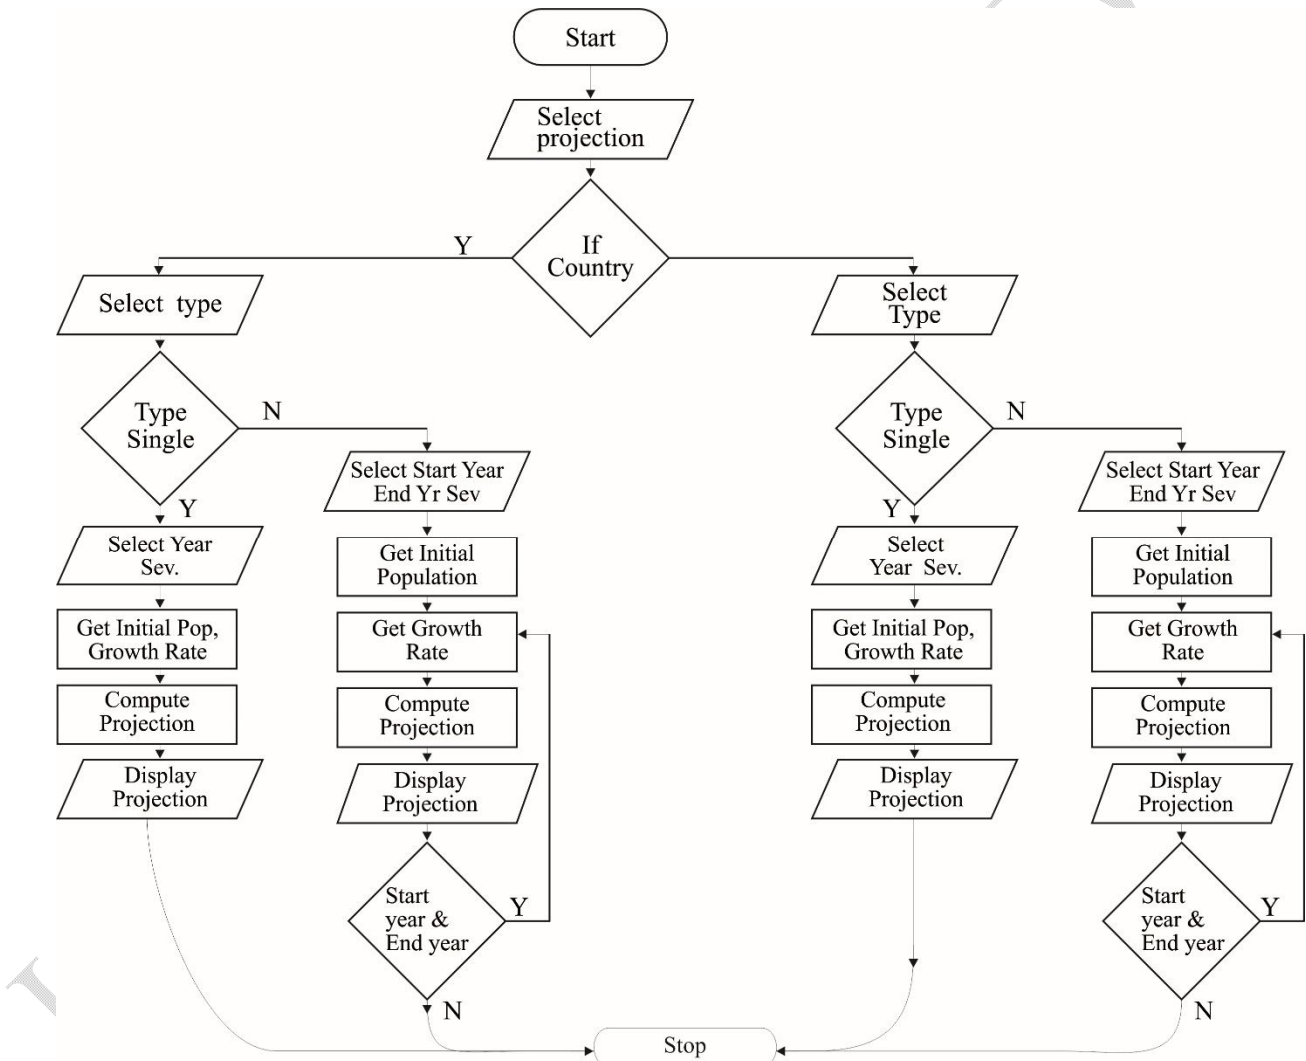 Start
Select
projection
If
Country
Y
Select type
Type
Single
N
Y
Select Year
Sev.
Get Initial Pop,
Growth Rate
Compute
Projection
Display
Projection
Select Start Year
End Yr Sev
Get Initial
Population
Get Growth
Rate
Compute
Projection
Display
Projection
Start
year &
End year
Y
N
Select
Type
Type
Single
N
Y
Select
Year Sev.
Get Initial Pop,
Growth Rate
Compute
Projection
Display
Projection
Select Start Year
End Yr Sev
Get Initial
Population
Get Growth
Rate
Compute
Projection
Display
Projection
Start
year &
End year
Y
N
Stop